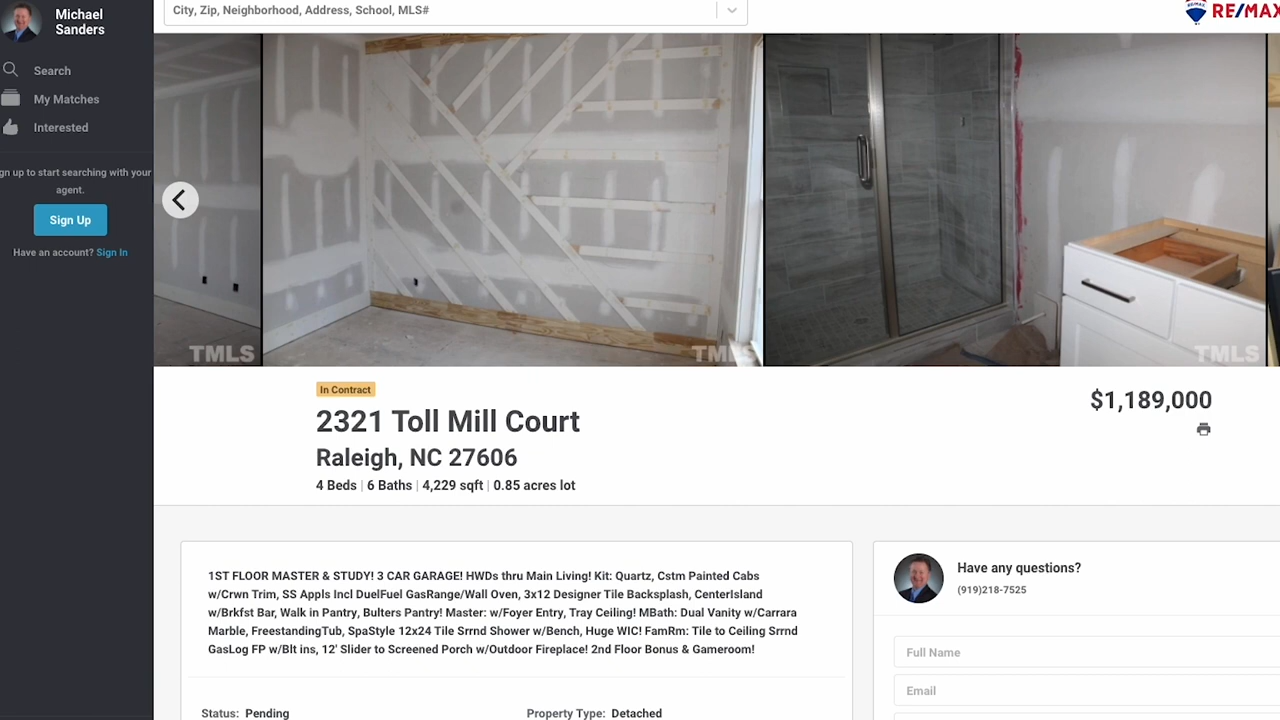 Michael
Sanders
City, Zip, Neighborhood, Address, School, MLS#
RE/MAX
Search
My Matches
Interested
gn up to start searching with your
agent.
Sign Up
Have an account? Sign In
TMLS
TML
TMLS
In Contract
2321 Toll Mill Court
$1,189,000
Raleigh, NC 27606
4 Beds | 6 Baths | 4,229 sqft | 0.85 acres lot
1ST FLOOR MASTER & STUDY! 3 CAR GARAGE! HWDs thru Main Living! Kit: Quartz, Cstm Painted Cabs
w/Crwn Trim, SS Appls Incl DuelFuel GasRange/Wall Oven, 3x12 Designer Tile Backsplash, CenterIsland
w/Brkfst Bar, Walk in Pantry, Bulters Pantry! Master: w/Foyer Entry, Tray Ceiling! MBath: Dual Vanity w/Carrara
Marble, FreestandingTub, SpaStyle 12x24 Tile Srrnd Shower w/Bench, Huge WIC! FamRm: Tile to Ceiling Srrnd
GasLog FP w/Blt ins, 12' Slider to Screened Porch w/Outdoor Fireplace! 2nd Floor Bonus & Gameroom!
Status: Pending
Property Type: Detached
Have any questions?
(919)218-7525
Full Name
Email